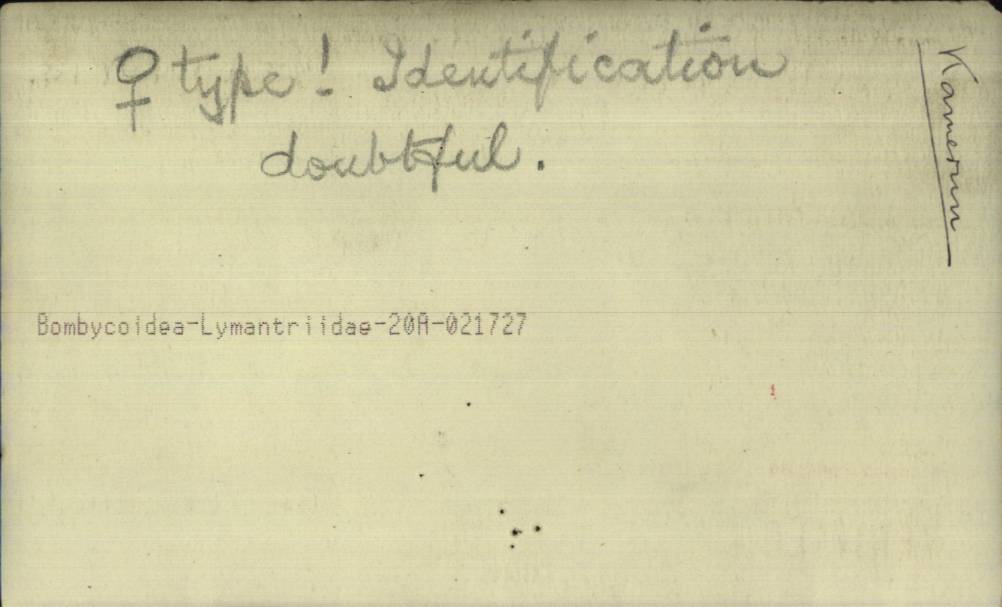 ♀ type! Identification
doubtful.
Kamerun
Bombycoidea-Lymantriidae-20A-021727